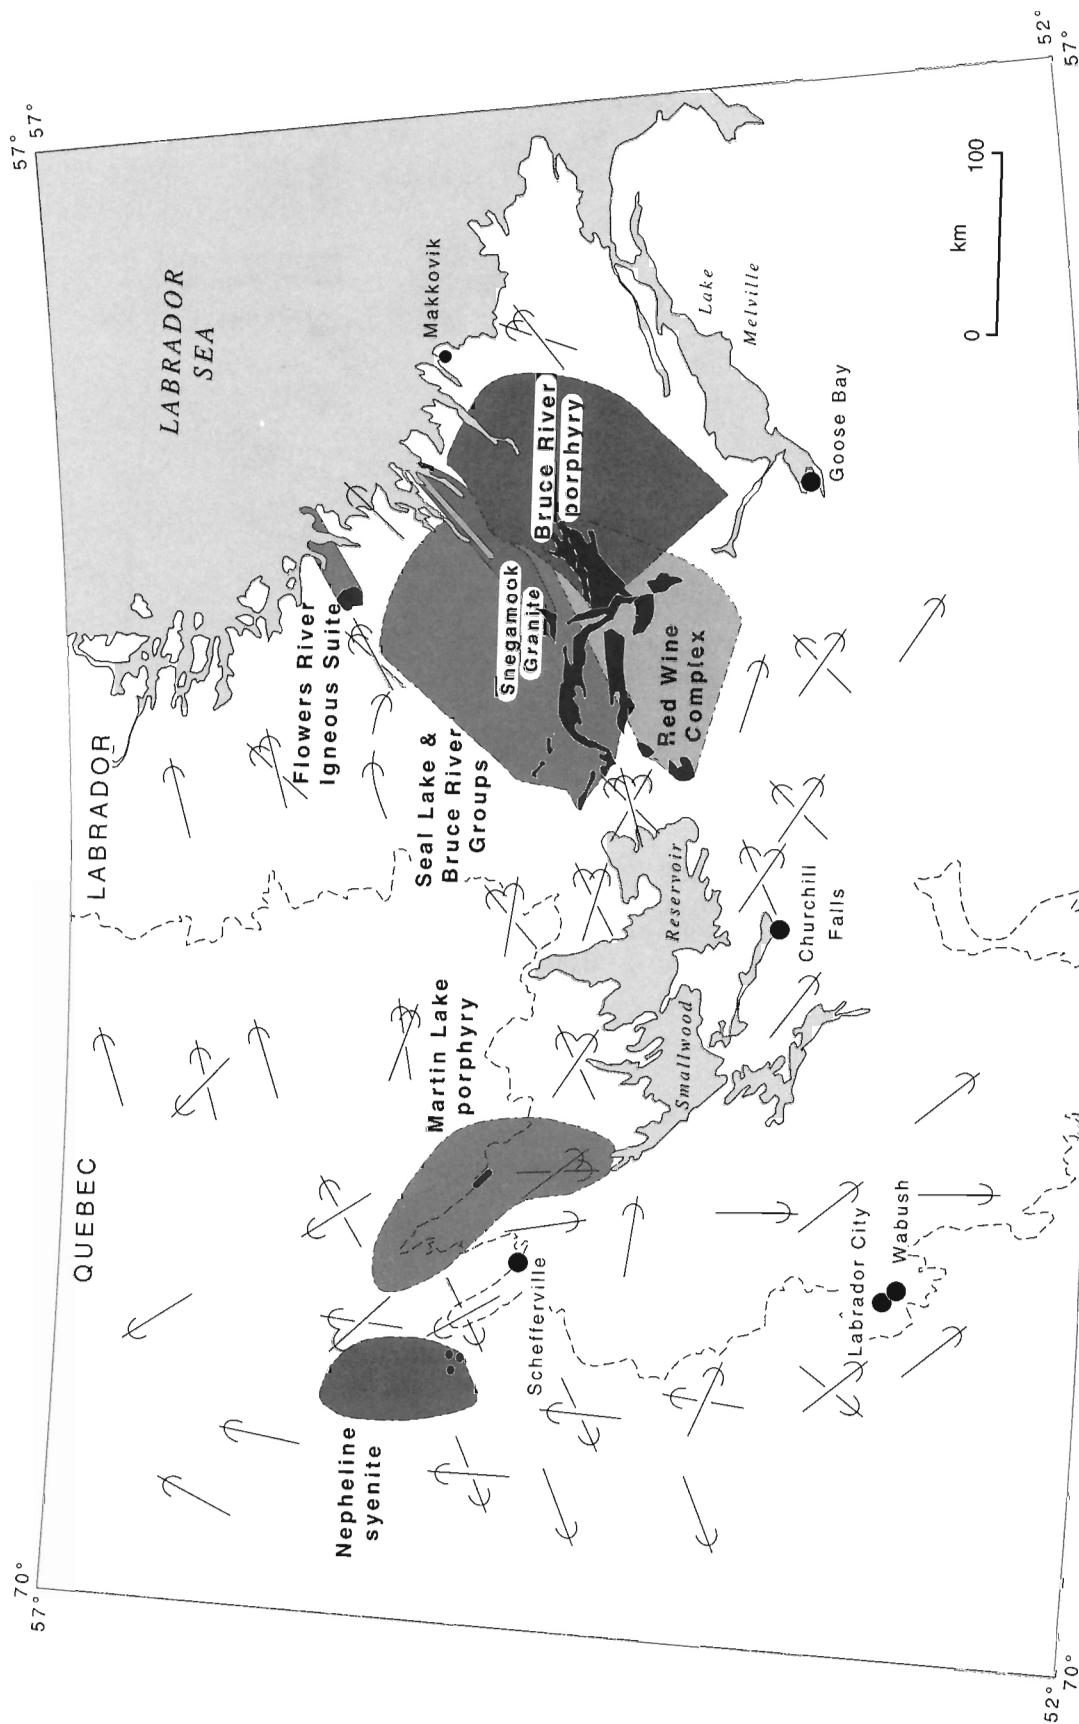 57°
70°
QUEBEC
LABRADOR
57°
57°
LABRADOR
SEA
Nepheline
syenite
Martin Lake
porphyry
Seal Lake &
Bruce River
Groups
Flowers River
Igneous Suite
Makkovik
Snegamook
Granite
Bruce River
porphyry
Red Wine
Complex
Schefferville
Smallwood
Reservoir
Churchill
Falls
Goose Bay
Lake
Melville
Labrador City
Wabush
km
0
100
52°
70°
52°
57°